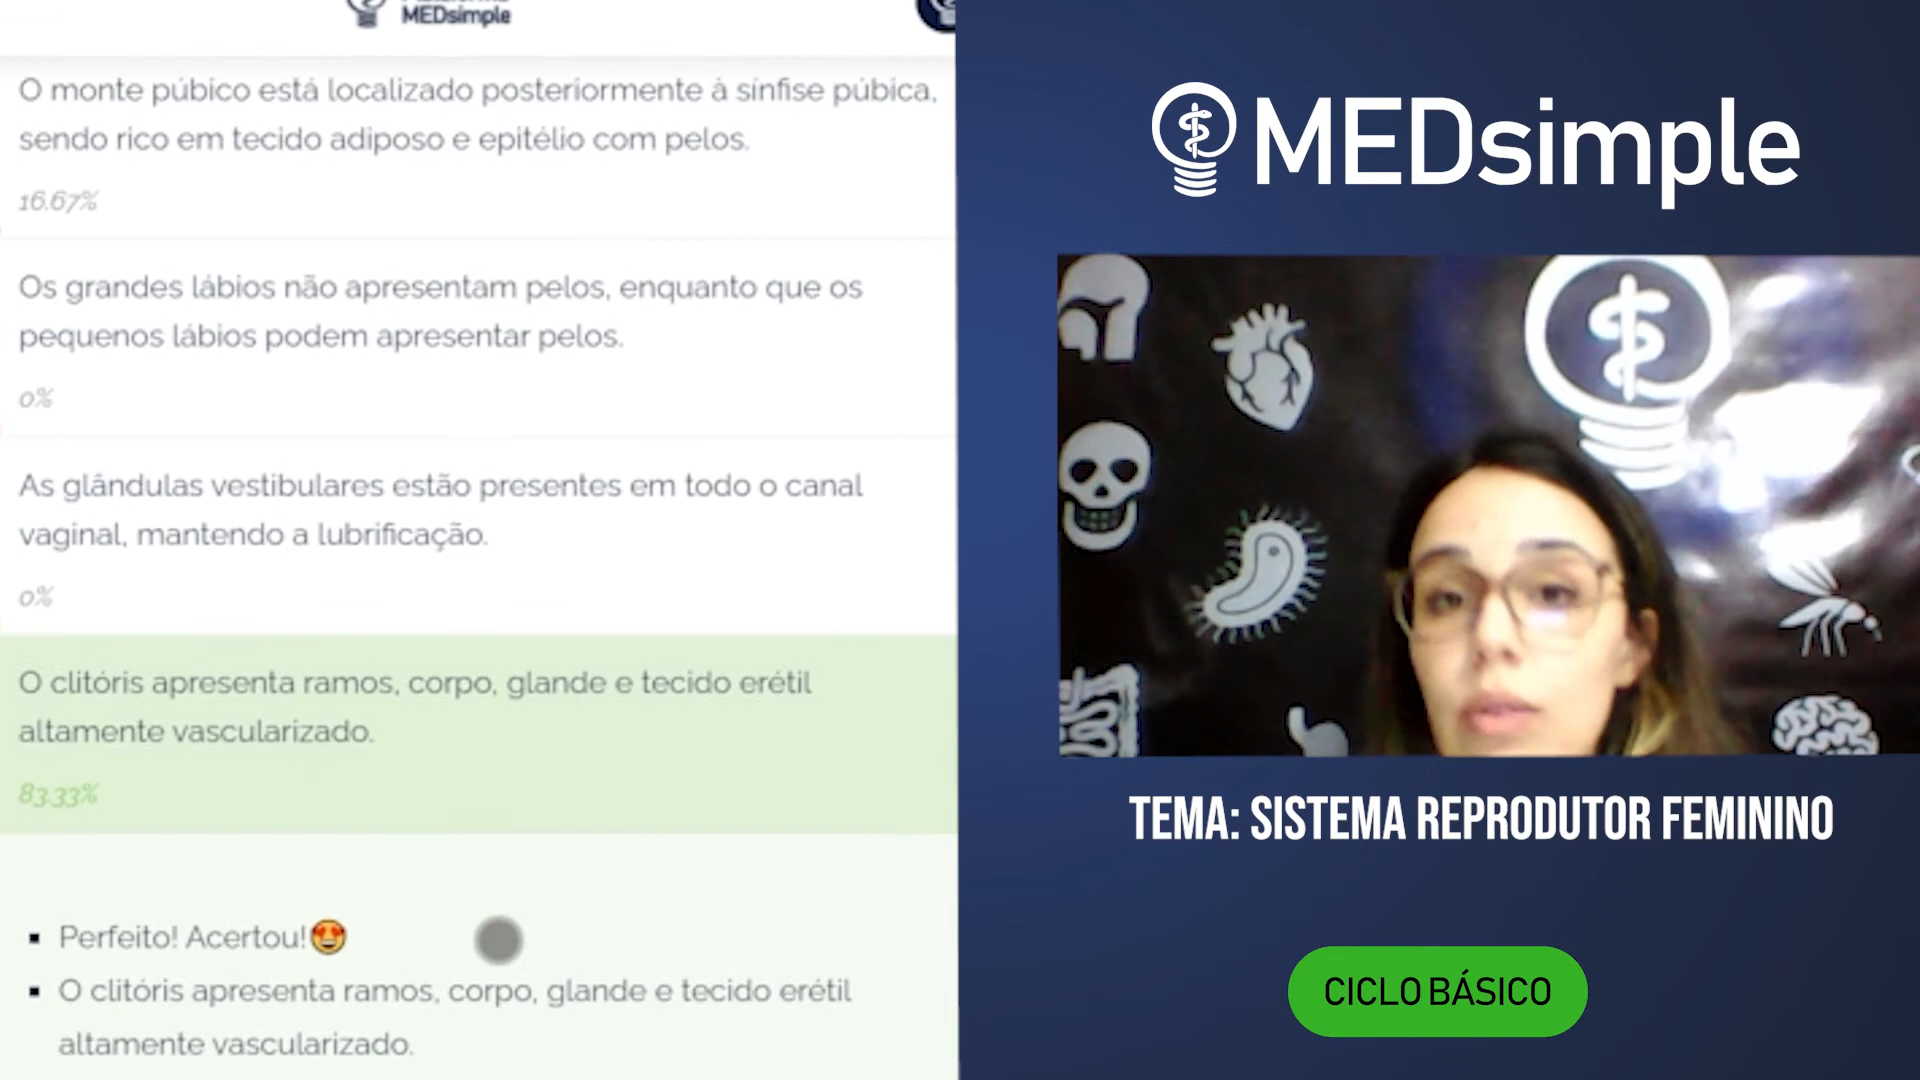 MEDsimple
O monte púbico está localizado posteriormente à sínfise púbica,
sendo rico em tecido adiposo e epitélio com pelos.
16.67%
Os grandes lábios não apresentam pelos, enquanto que os
pequenos lábios podem apresentar pelos.
0%
As glândulas vestibulares estão presentes em todo o canal
vaginal, mantendo a lubrificação.
0%
O clitóris apresenta ramos, corpo, glande e tecido erétil
altamente vascularizado.
83.33%
Perfeito! Acertou!😍
O clitóris apresenta ramos, corpo, glande e tecido erétil
altamente vascularizado.
MEDsimple
TEMA: SISTEMA REPRODUTOR FEMININO
CICLO BÁSICO